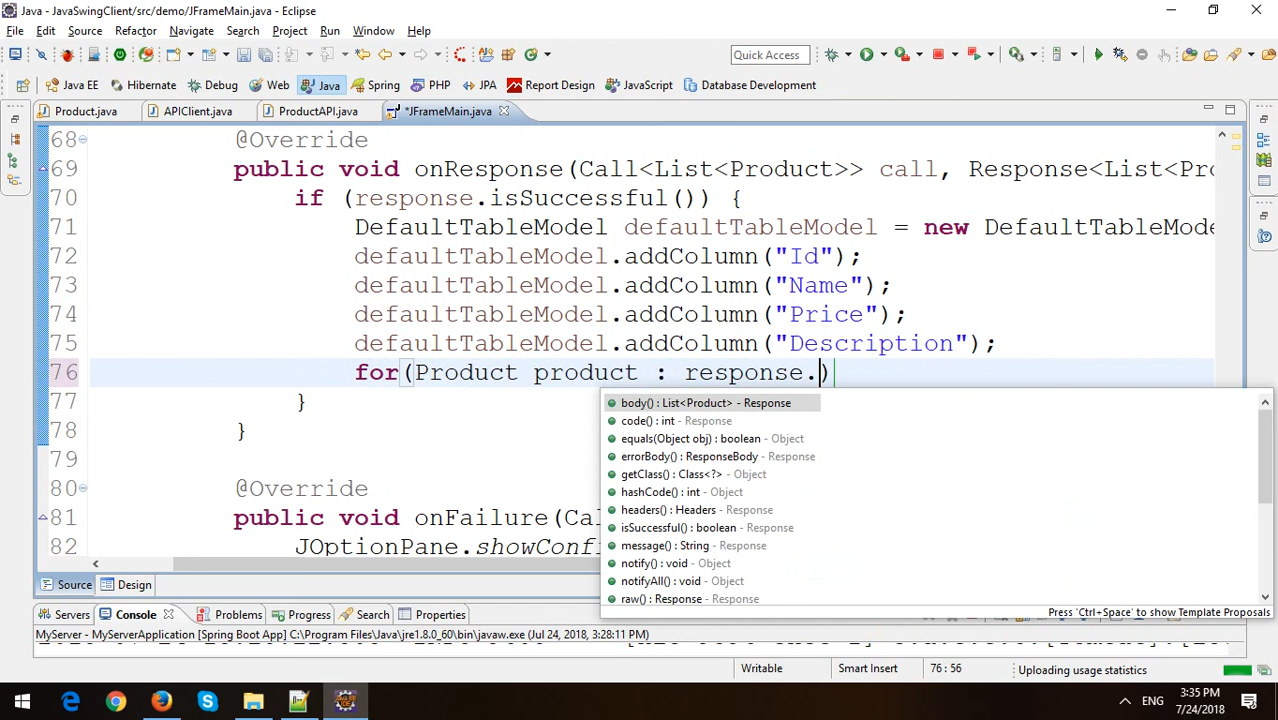 Java - JavaSwingClient/src/demo/JFrameMain.java - Eclipse
File Edit Source Refactor Navigate Search Project Run Window Help
Quick Access
Java EE Hibernate Debug Web Java Spring PHP JPA Report Design JavaScript Database Development
Product.java APIClient.java ProductAPI.java *JFrameMain.java
68 @Override
69 public void onResponse(Call<List<Product>> call, Response<List<Pro
70 if (response.isSuccessful()) {
71 DefaultTableModel defaultTableModel = new DefaultTableMode
72 defaultTableModel.addColumn("Id");
73 defaultTableModel.addColumn("Name");
74 defaultTableModel.addColumn("Price");
75 defaultTableModel.addColumn("Description");
76 for(Product product : response.)
77 }
78 }
79
80 @Override
81 public void onFailure(Cal
82 JOptionPane.showConfi
body() : List<Product> - Response
code() : int - Response
equals(Object obj) : boolean - Object
errorBody() : ResponseBody - Response
getClass() : Class<?> - Object
hashCode() : int - Object
headers() : Headers - Response
isSuccessful() : boolean - Response
message() : String - Response
notify() : void - Object
notifyAll() : void - Object
raw() : Response - Response
Press 'Ctrl+Space' to show Template Proposals
Source Design
Servers Console Problems Progress Search Properties
MyServer - MyServerApplication [Spring Boot App] C:\Program Files\Java\jre1.8.0_60\bin\javaw.exe (Jul 24, 2018, 3:28:11 PM)
Writable Smart Insert 76 : 56 Uploading usage statistics
ENG 3:35 PM
7/24/2018